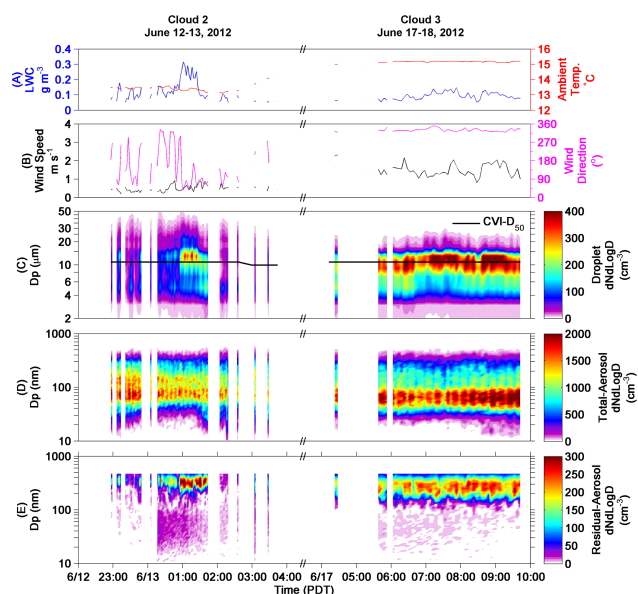 Cloud 2
June 12-13, 2012
Cloud 3
June 17-18, 2012
(A)
LWC
g m-3
0.4
0.3
0.2
0.1
0
16
15
14
13
12
Ambient
Temp.
C
(B)
Wind Speed
m s-1
4
3
2
1
0
360
270
180
90
0
Wind
Direction
(°)
(C)
Dp (μm)
50
30
20
10
6
4
2
CVI-D50
400
300
200
100
0
Droplet
dNdLogD
(cm-3)
(D)
Dp (nm)
1000
100
10
2000
1500
1000
500
0
Total-Aerosol
dNdLogD
(cm-3)
(E)
Dp (nm)
1000
100
10
300
250
200
150
100
50
0
Residual-Aerosol
dNdLogD
(cm-3)
6/12 23:00 6/13 01:00 02:00 03:00 04:00 6/17 05:00 06:00 07:00 08:00 09:00 10:00
Time (PDT)